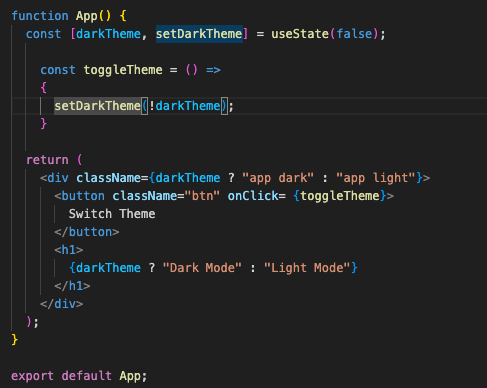 function App() {
const [darkTheme, setDarkTheme] = useState(false);
const toggleTheme = () =>
{
setDarkTheme(!darkTheme);
}
return (
<div className={darkTheme ? "app dark" : "app light"}>
<button className="btn" onClick= {toggleTheme}>
Switch Theme
</button>
<h1>
{darkTheme ? "Dark Mode" : "Light Mode"}
</h1>
</div>
);
}
export default App;